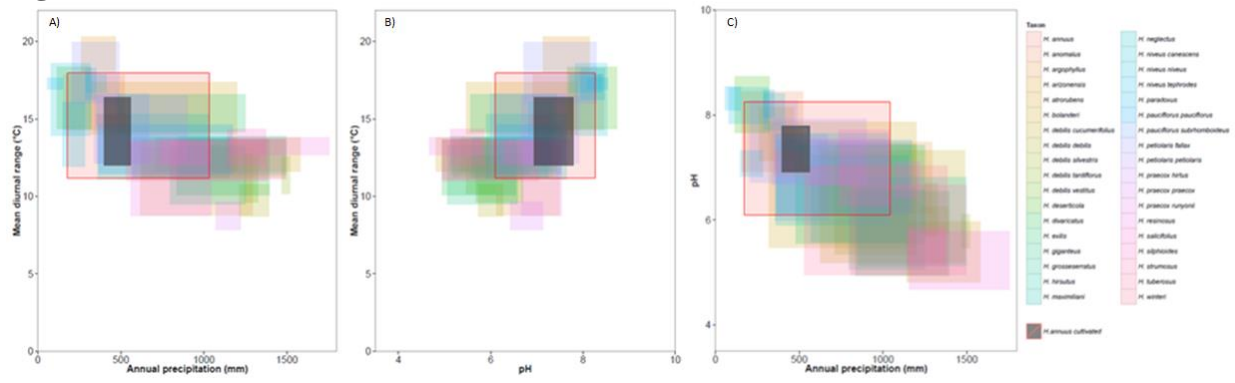 A)
20
15
10
5
0
Mean diurnal range (°C)
0 500 1000 1500
Annual precipitation (mm)
B)
20
15
10
5
0
Mean diurnal range (°C)
4 6 8 10
pH
C)
10
8
6
4
pH
0 500 1000 1500
Annual precipitation (mm)
Taxon
H. annuus
H. anomalus
H. argophyllus
H. arizonensis
H. atrorubens
H. bolanderi
H. debilis cucumerifolius
H. debilis debilis
H. debilis silvestris
H. debilis tardiflorus
H. debilis vestitus
H. deserticola
H. divaricatus
H. exilis
H. giganteus
H. grosseserratus
H. hirsutus
H. maximiliani
H. neglectus
H. niveus canescens
H. niveus niveus
H. niveus tephrodes
H. paradoxus
H. pauciflorus pauciflorus
H. pauciflorus subrhomboideus
H. petiolaris fallax
H. petiolaris petiolaris
H. praecox hirtus
H. praecox praecox
H. praecox runyonii
H. resinosus
H. salicifolius
H. silphioides
H. strumosus
H. tuberosus
H. winteri
H.annuus cultivated